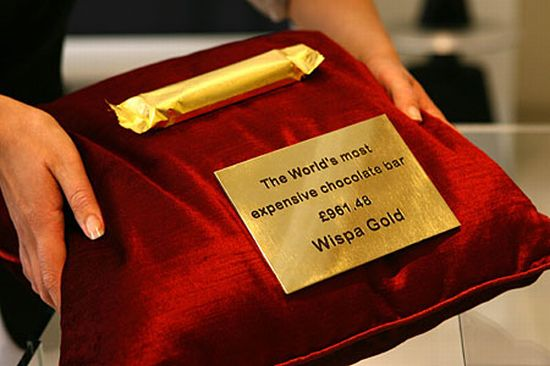 The World's most
expensive chocolate bar
£961.48
Wispa Gold